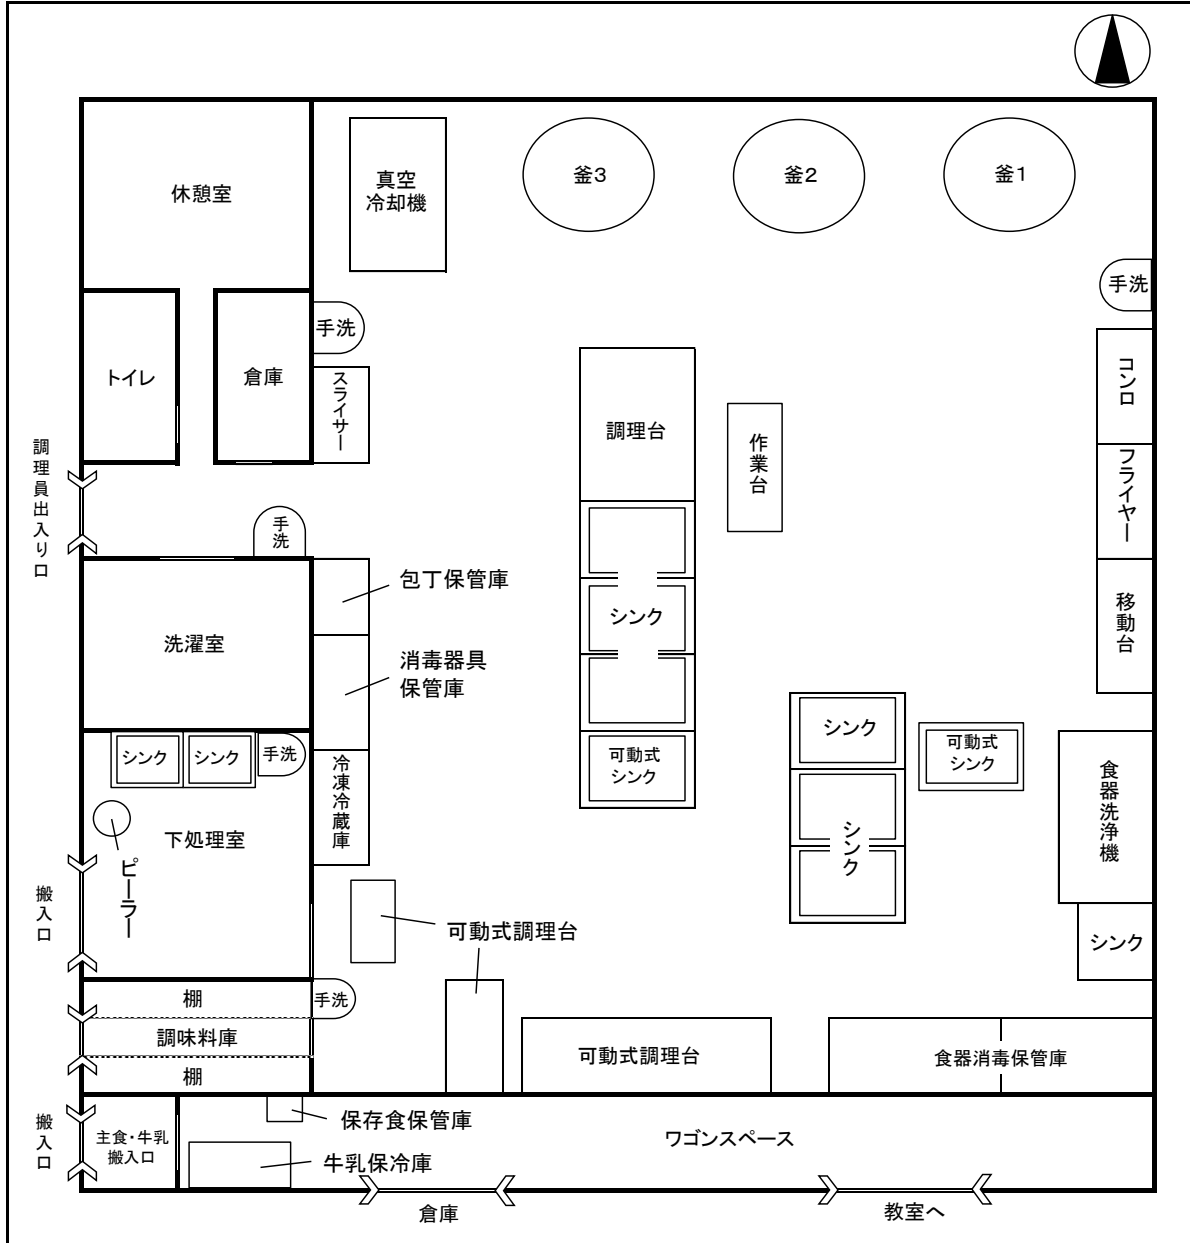 休憩室
真空
冷却機
釜3
釜2
釜1
手洗
手洗
トイレ
倉庫
スライサー
コンロ
調理台
作業台
フライヤー
調理員出入り口
手洗
包丁保管庫
シンク
移動台
洗濯室
消毒器具
保管庫
シンク
可動式
シンク
シンク
シンク
手洗
可動式
シンク
冷凍冷蔵庫
食器洗浄機
下処理室
ピーラー
シンク
搬入口
可動式調理台
シンク
棚
手洗
調味料庫
可動式調理台
食器消毒保管庫
棚
搬入口
主食・牛乳
搬入口
保存食保管庫
ワゴンスペース
牛乳保冷庫
倉庫
教室へ